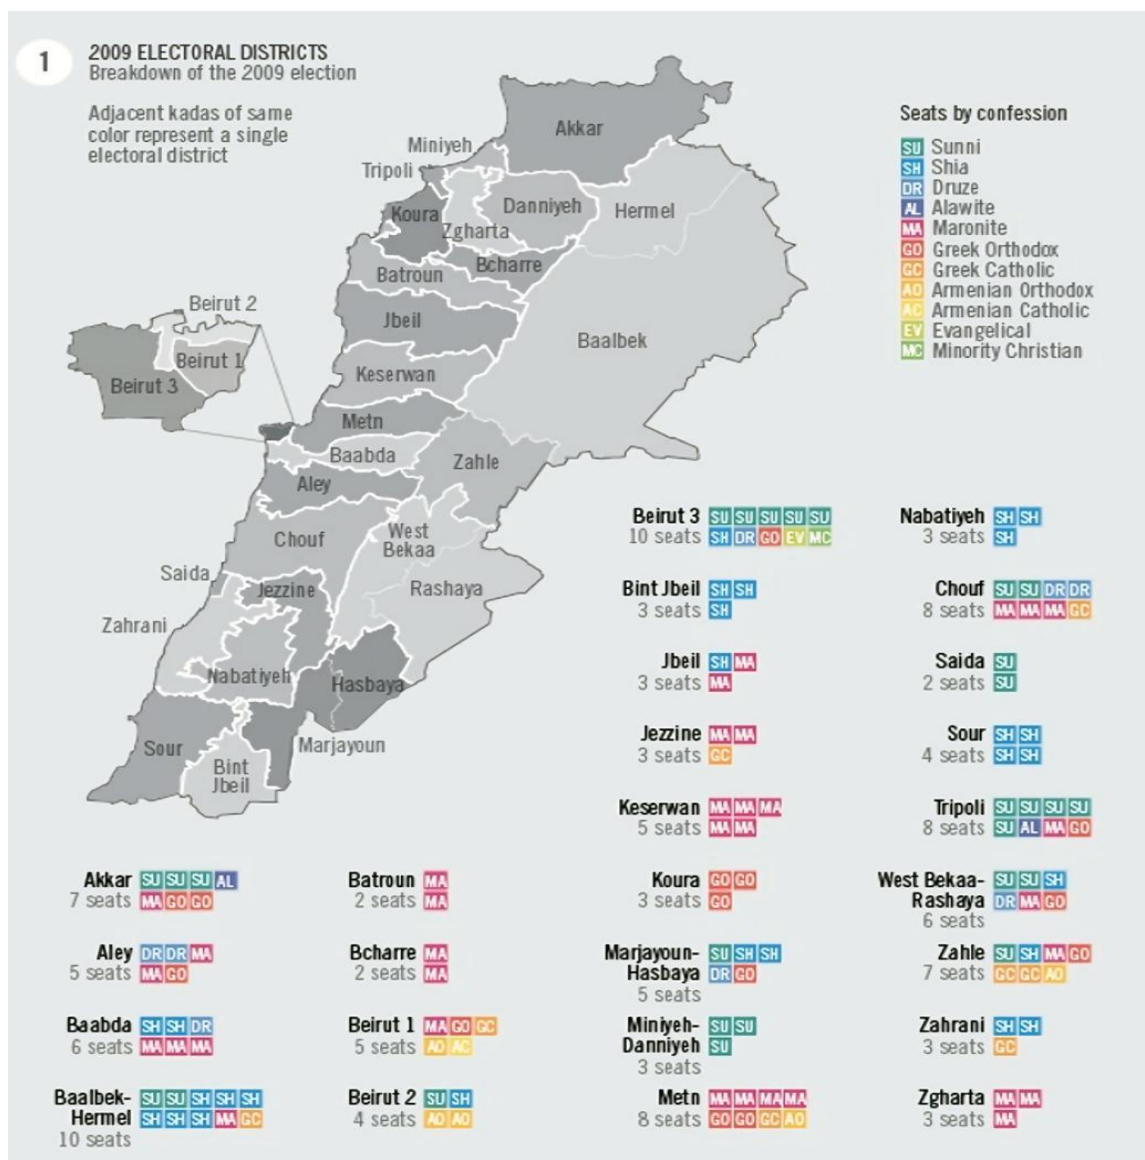 1
2009 ELECTORAL DISTRICTS
Breakdown of the 2009 election
Adjacent kadas of same
color represent a single
electoral district
Seats by confession
SU Sunni
SH Shia
DR Druze
AL Alawite
MA Maronite
GO Greek Orthodox
GC Greek Catholic
AO Armenian Orthodox
AC Armenian Catholic
EV Evangelical
MC Minority Christian
Akkar
Miniyeh
Tripoli
Koura
Zgharta
Danniyeh
Hermel
Batroun
Bcharre
Jbeil
Baalbek
Keserwan
Metn
Baabda
Zahle
Aley
Chouf
West
Bekaa
Rashaya
Saida
Jezzine
Zahrani
Nabatiyeh
Hasbaya
Marjayoun
Sour
Bint
Jbeil
Beirut 2
Beirut 1
Beirut 3
Akkar SU SU SU AL
7 seats MA GO GO
Aley DR DR MA
5 seats MA GO
Baabda SH SH DR
6 seats MA MA MA
Baalbek- SU SU SH SH SH
Hermel SH SH SH MA GC
10 seats
Batroun MA
2 seats MA
Bcharre MA
2 seats MA
Beirut 1 MA GO GC
5 seats AO AC
Beirut 2 SU SH
4 seats AO AO
Beirut 3 SU SU SU SU SU
10 seats SH DR GO EV MC
Bint Jbeil SH SH
3 seats SH
Jbeil SH MA
3 seats MA
Jezzine MA MA
3 seats GC
Keserwan MA MA MA
5 seats MA MA
Koura GO GO
3 seats GO
Marjayoun- SU SH SH
Hasbaya DR GO
5 seats
Miniyeh- SU SU
Danniyeh SU
3 seats
Metn MA MA MA MA
8 seats GO GO GC AO
Nabatiyeh SH SH
3 seats SH
Chouf SU SU DR DR
8 seats MA MA MA GC
Saida SU
2 seats SU
Sour SH SH
4 seats SH SH
Tripoli SU SU SU SU
8 seats SU AL MA GO
West Bekaa- SU SU SH
Rashaya DR MA GO
6 seats
Zahle SU SH MA GO
7 seats GC GC AO
Zahrani SH SH
3 seats GC
Zgharta MA MA
3 seats MA